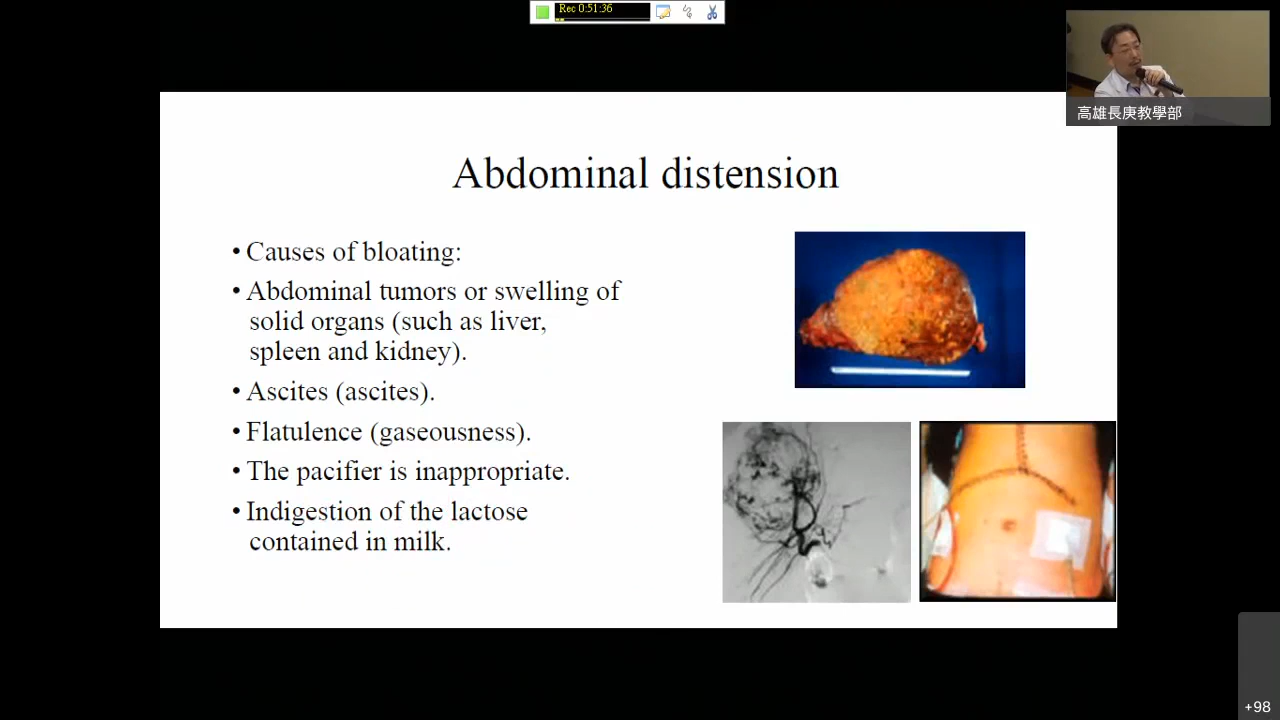 Rec 0:51:36
高雄長庚教學部
Abdominal distension
• Causes of bloating:
• Abdominal tumors or swelling of
solid organs (such as liver,
spleen and kidney).
• Ascites (ascites).
• Flatulence (gaseousness).
• The pacifier is inappropriate.
• Indigestion of the lactose
contained in milk.
+98